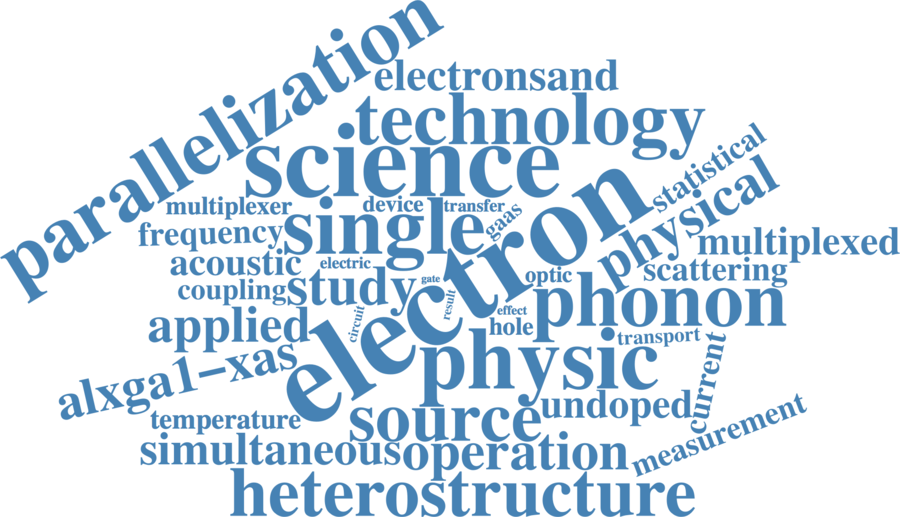 parallelization
electronsand
technology
science
statistical
physical
multiplexer
device
transfer
gaas
frequency
single
electron
multiplexed
acoustic
electric
optic
scattering
coupling
study
gate
result
phonon
applied
circuit
effect
hole
transport
alxga1−xas
physic
current
temperature
source
undoped
simultaneous
operation
measurement
heterostructure